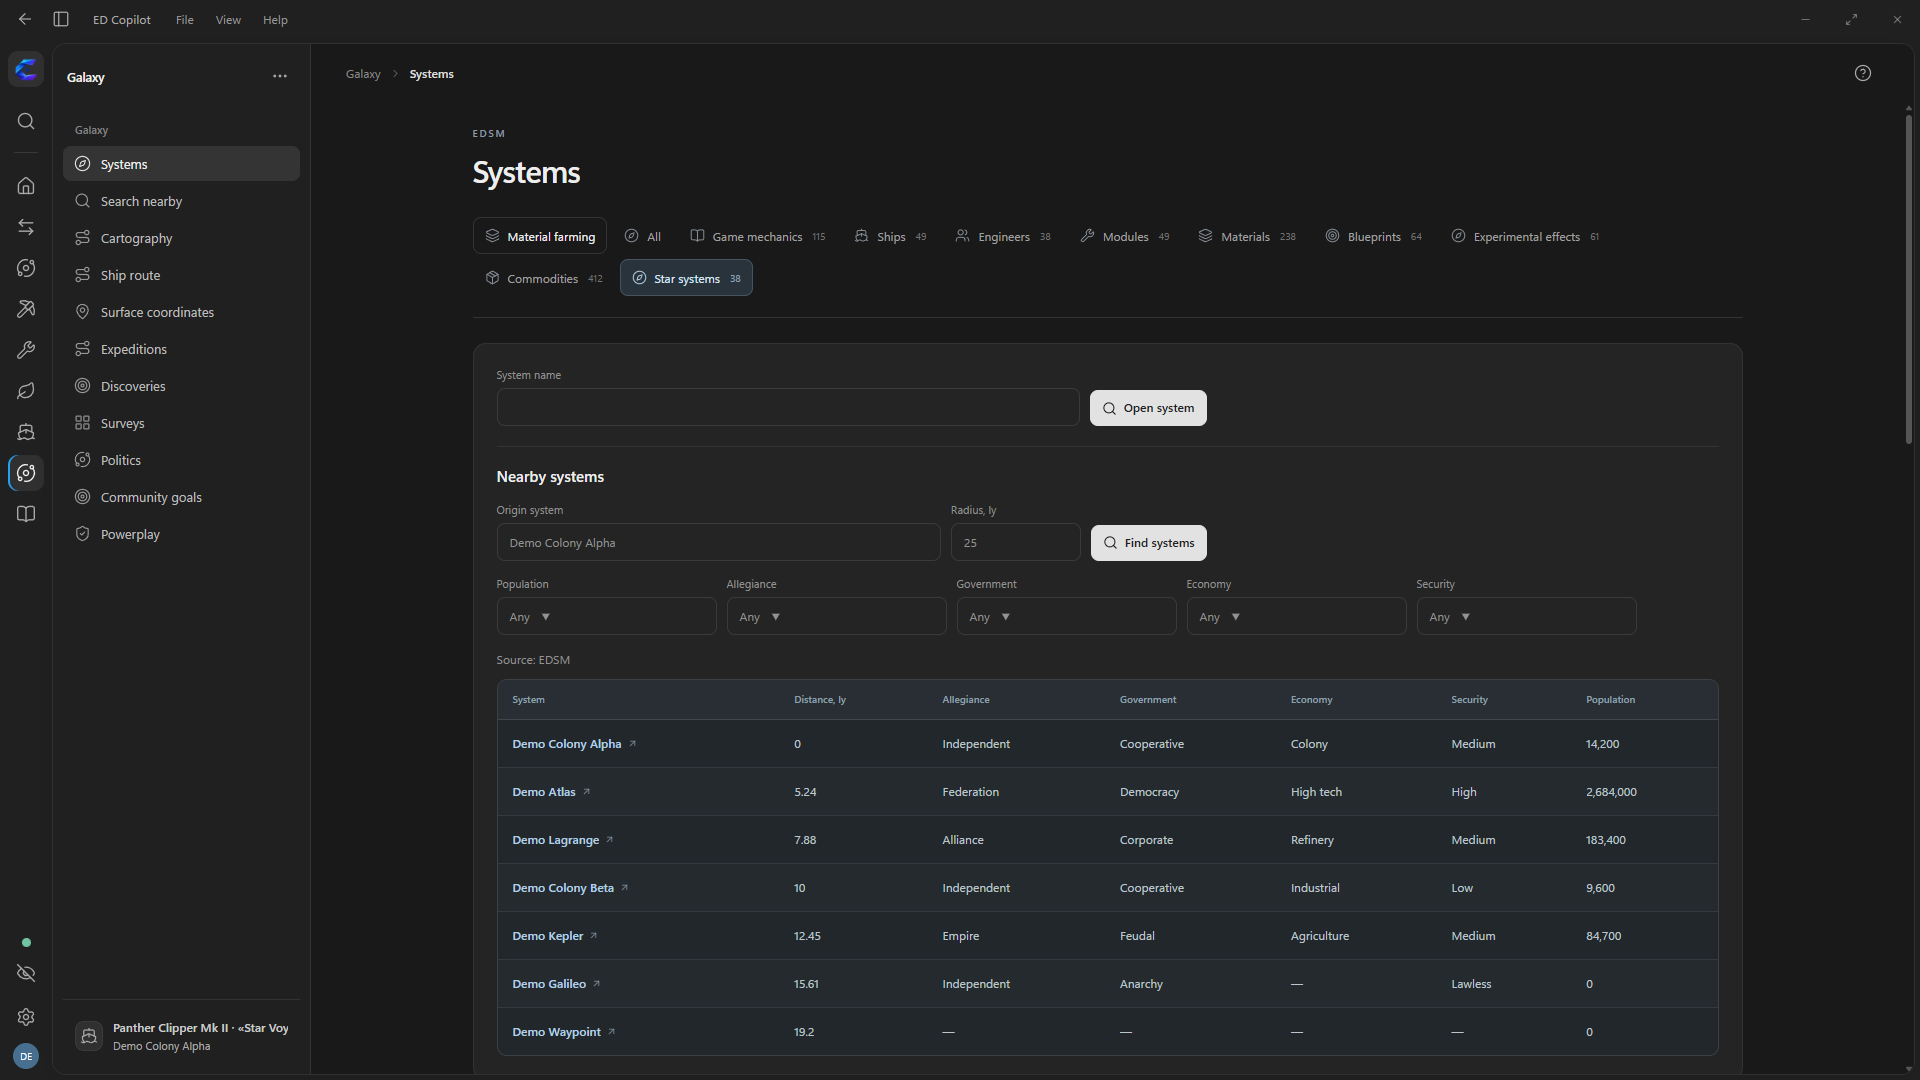 ED Copilot File View Help
Galaxy
Galaxy
Systems
Search nearby
Cartography
Ship route
Surface coordinates
Expeditions
Discoveries
Surveys
Politics
Community goals
Powerplay
Panther Clipper Mk II · «Star Voy
Demo Colony Alpha
DE
Galaxy > Systems
EDSM
Systems
Material farming All Game mechanics 115 Ships 49 Engineers 38 Modules 49 Materials 238 Blueprints 64 Experimental effects 61
Commodities 412 Star systems 38
System name
Open system
Nearby systems
Origin system Radius, ly
Demo Colony Alpha 25 Find systems
Population Allegiance Government Economy Security
Any ▼ Any ▼ Any ▼ Any ▼ Any ▼
Source: EDSM
System Distance, ly Allegiance Government Economy Security Population
Demo Colony Alpha ↗ 0 Independent Cooperative Colony Medium 14,200
Demo Atlas ↗ 5.24 Federation Democracy High tech High 2,684,000
Demo Lagrange ↗ 7.88 Alliance Corporate Refinery Medium 183,400
Demo Colony Beta ↗ 10 Independent Cooperative Industrial Low 9,600
Demo Kepler ↗ 12.45 Empire Feudal Agriculture Medium 84,700
Demo Galileo ↗ 15.61 Independent Anarchy — Lawless 0
Demo Waypoint ↗ 19.2 — — — — 0